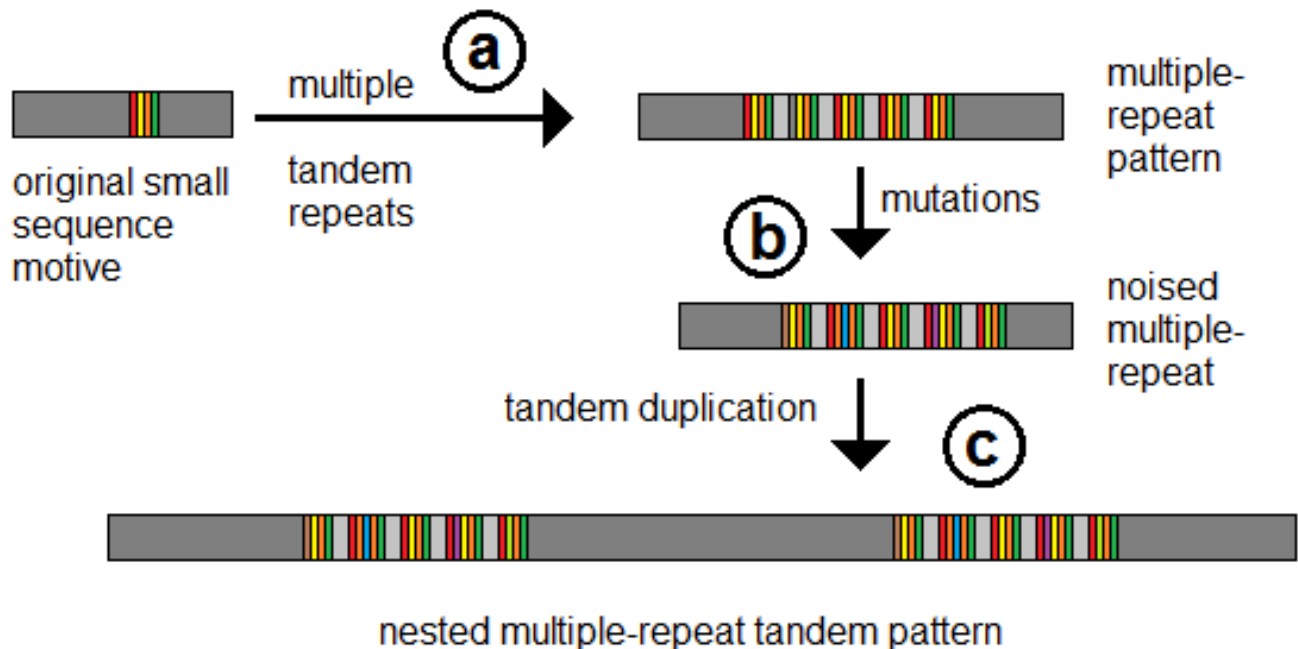 a
multiple
tandem
repeats
original small
sequence
motive
multiple-
repeat
pattern
mutations
b
noised
multiple-
repeat
tandem duplication
c
nested multiple-repeat tandem pattern